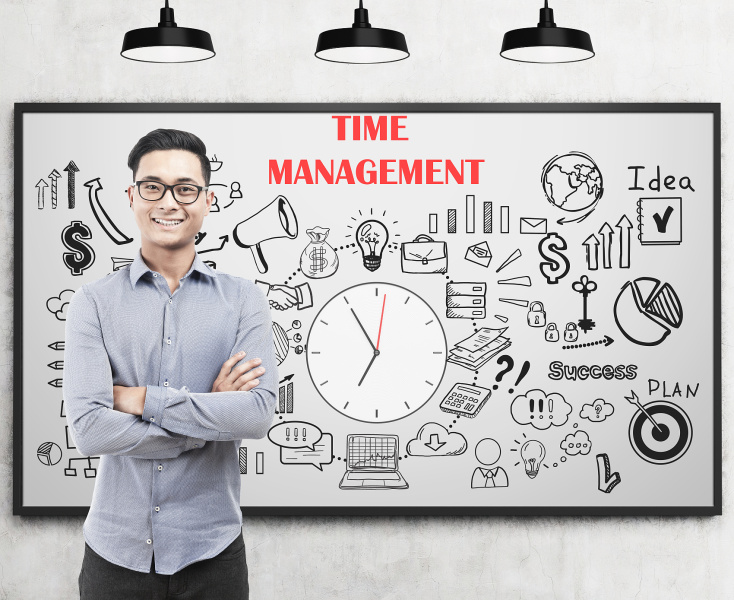 TIME
MANAGEMENT
Idea
$
$
$
?!
Success
PLAN
!!!
!!
?